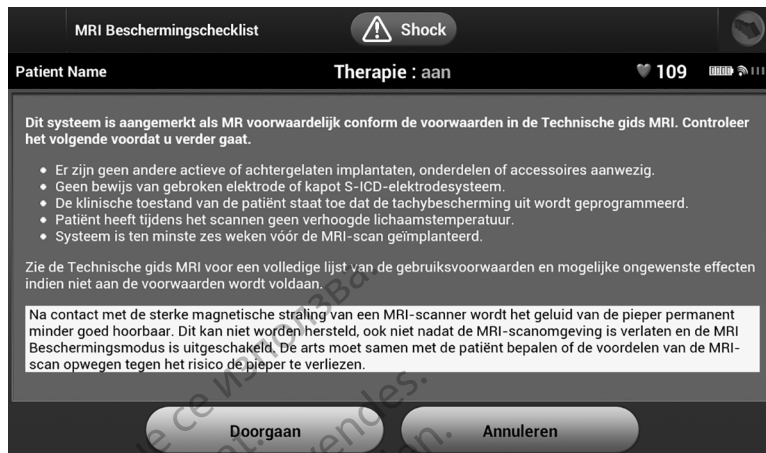 MRI Beschermingschecklist
Shock
Patient Name
Therapie : aan
109
Dit systeem is aangemerkt als MR voorwaardelijk conform de voorwaarden in de Technische gids MRI. Controleer
het volgende voordat u verder gaat.
• Er zijn geen andere actieve of achtergelaten implantaten, onderdelen of accessoires aanwezig.
• Geen bewijs van gebroken elektrode of kapot S-ICD-elektrodesysteem.
• De klinische toestand van de patiënt staat toe dat de tachybescherming uit wordt geprogrammeerd.
• Patiënt heeft tijdens het scannen geen verhoogde lichaamstemperatuur.
• Systeem is ten minste zes weken vóór de MRI-scan geïmplanteerd.
Zie de Technische gids MRI voor een volledige lijst van de gebruiksvoorwaarden en mogelijke ongewenste effecten
indien niet aan de voorwaarden wordt voldaan.
Na contact met de sterke magnetische straling van een MRI-scanner wordt het geluid van de pieper permanent
minder goed hoorbaar. Dit kan niet worden hersteld, ook niet nadat de MRI-scanomgeving is verlaten en de MRI
Beschermingsmodus is uitgeschakeld. De arts moet samen met de patiënt bepalen of de voordelen van de MRI-
scan opwegen tegen het risico de pieper te verliezen.
Doorgaan
Annuleren
се използва.